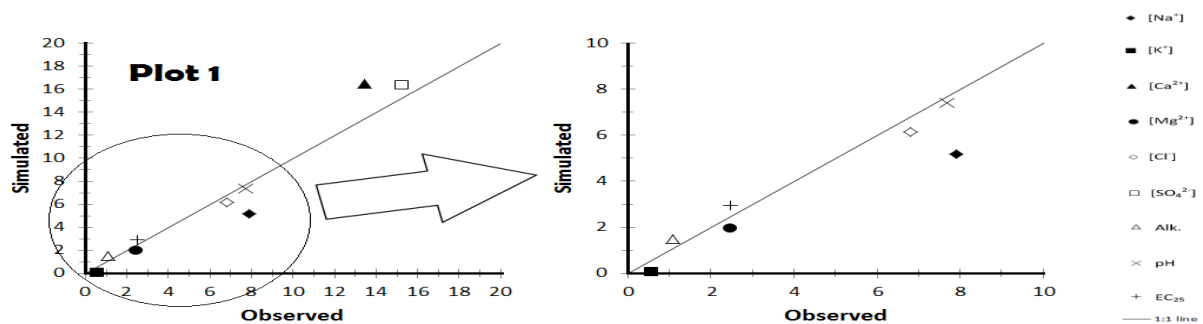 Plot 1
Simulated
20
18
16
14
12
10
8
6
4
2
0
0 2 4 6 8 10 12 14 16 18 20
Observed
Simulated
10
8
6
4
2
0
0 2 4 6 8 10
Observed
[Na⁺]
[K⁺]
[Ca²⁺]
[Mg²⁺]
[Cl⁻]
[SO₄²⁻]
Alk.
pH
EC₂₅
1:1 line